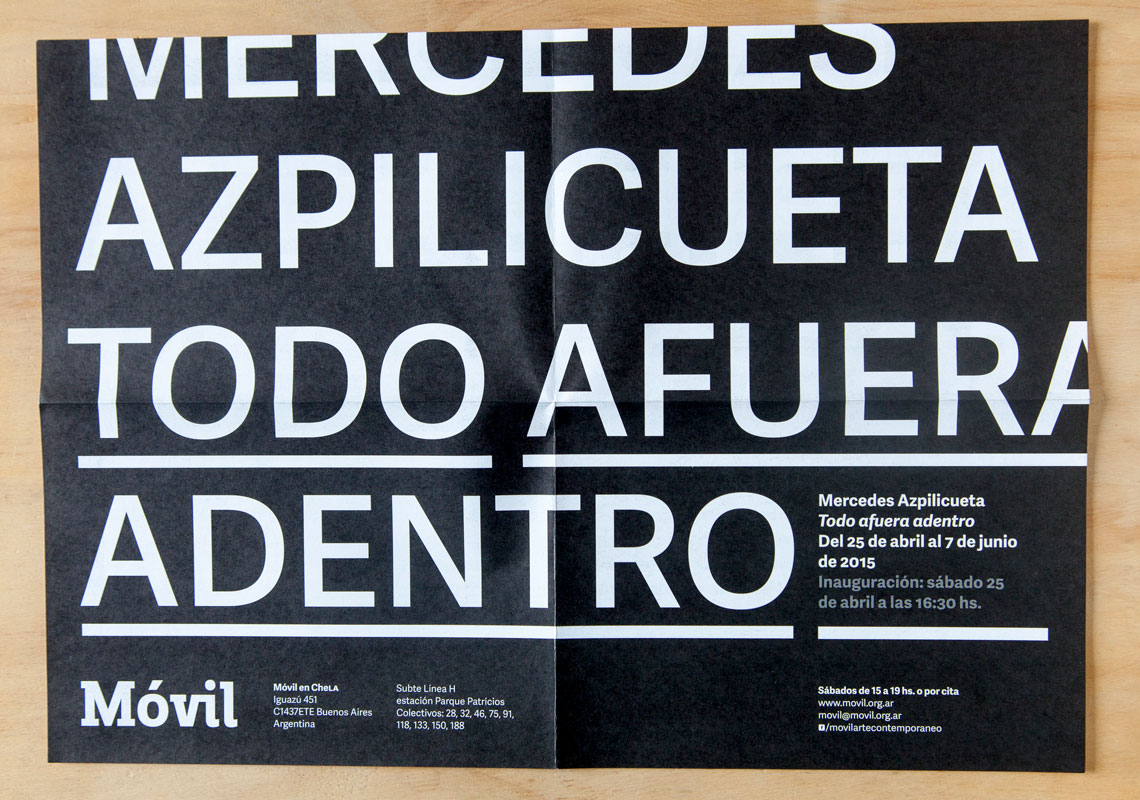 MERCEDES
AZPILICUETA
TODO AFUERA
ADENTRO
Mercedes Azpilicueta
Todo afuera adentro
Del 25 de abril al 7 de junio
de 2015
Inauguración: sábado 25
de abril a las 16:30 hs.
Móvil
Móvil en CheLA
Iguazú 451
C1437ETE Buenos Aires
Argentina
Subte Línea H
estación Parque Patricios
Colectivos: 28, 32, 46, 75, 91,
118, 133, 150, 188
Sábados de 15 a 19 hs. o por cita
www.movil.org.ar
movil@movil.org.ar
f/movilartecontemporaneo